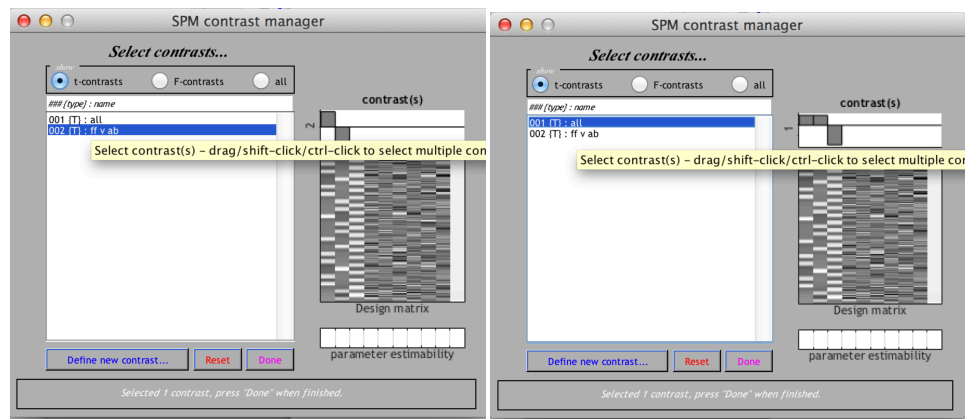 SPM contrast manager
Select contrasts...
show
t-contrasts F-contrasts all
### {type} : name
001 {T} : all
002 {T} : ff v ab
Select contrast(s) - drag/shift-click/ctrl-click to select multiple con
contrast(s)
2
Design matrix
parameter estimability
Define new contrast... Reset Done
Selected 1 contrast, press "Done" when finished.
SPM contrast manager
Select contrasts...
show
t-contrasts F-contrasts all
### {type} : name
001 {T} : all
002 {T} : ff v ab
Select contrast(s) - drag/shift-click/ctrl-click to select multiple cor
contrast(s)
1
Design matrix
parameter estimability
Define new contrast... Reset Done
Selected 1 contrast, press "Done" when finished.